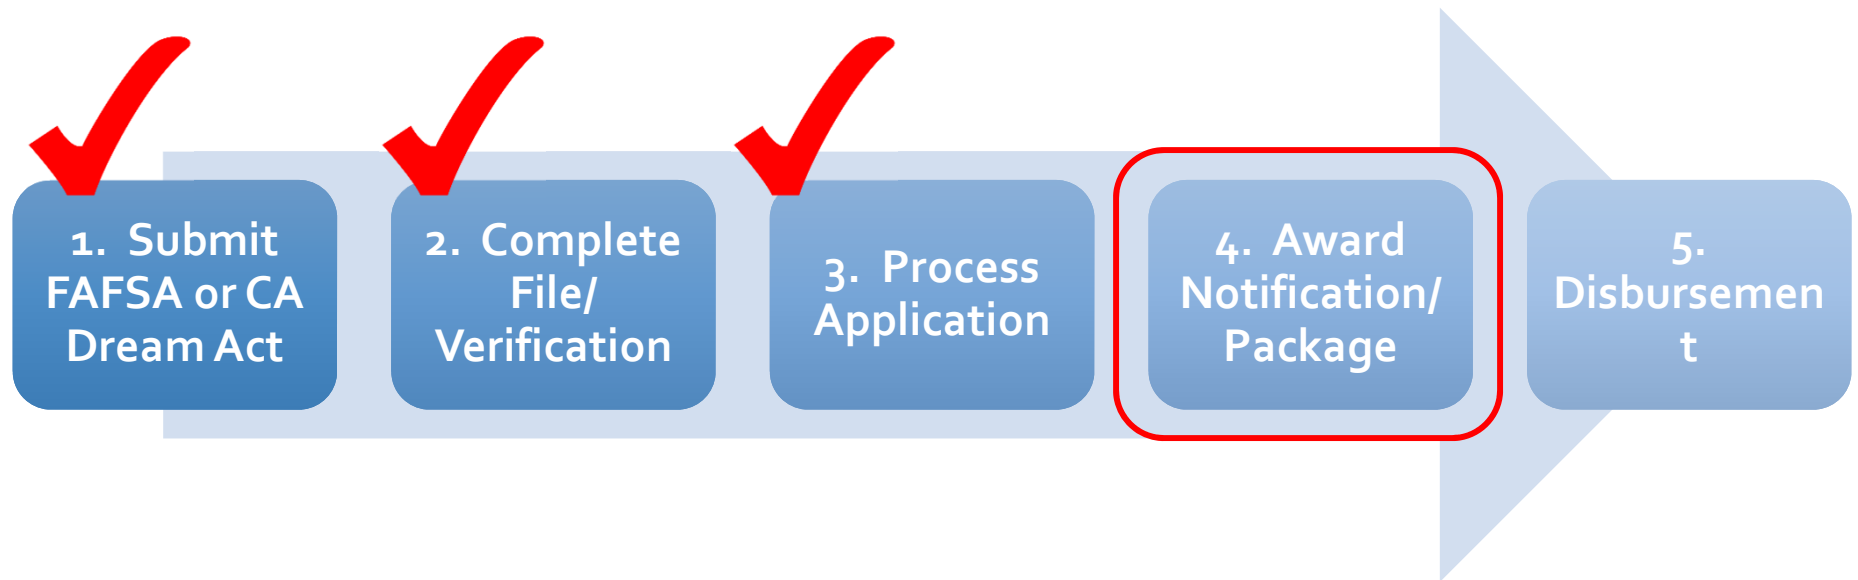 1. Submit
FAFSA or CA
Dream Act
2. Complete
File/
Verification
3. Process
Application
4. Award
Notification/
Package
5.
Disbursemen
t